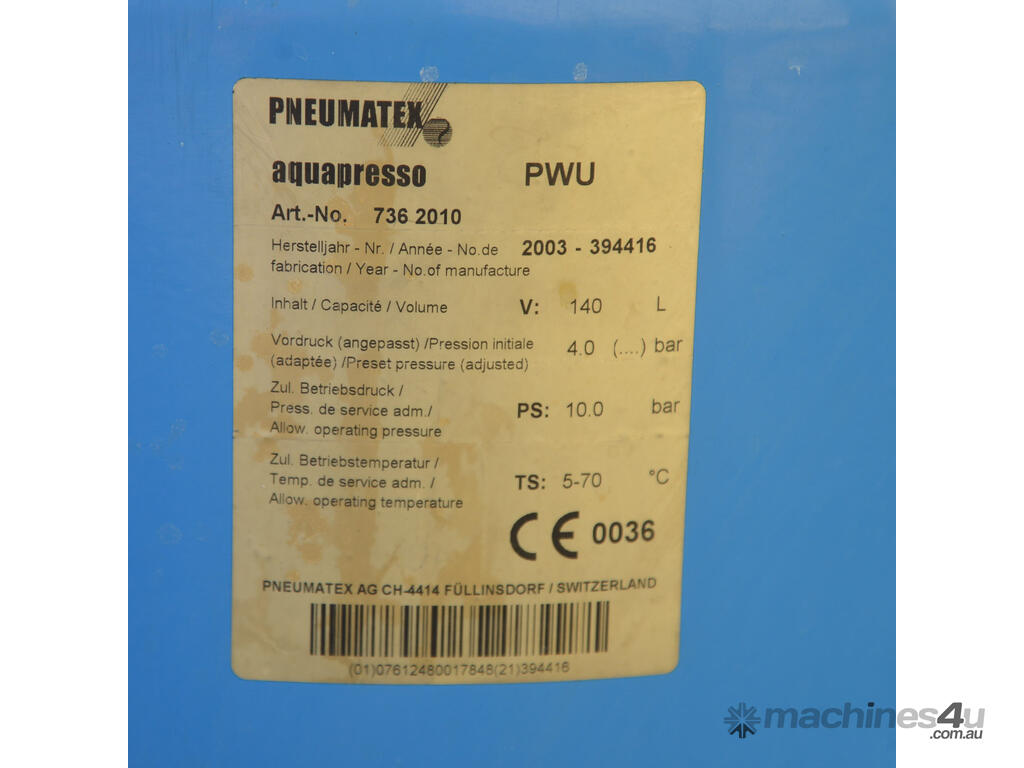 PNEUMATEX
aquapresso PWU
Art.-No. 736 2010
Herstelljahr - Nr. / Année - No.de 2003 - 394416
fabrication / Year - No.of manufacture
Inhalt / Capacité / Volume V: 140 L
Vordruck (angepasst) /Pression initiale 4.0 (....) bar
(adaptée) /Preset pressure (adjusted)
Zul. Betriebsdruck /
Press. de service adm./ PS: 10.0 bar
Allow. operating pressure
Zul. Betriebstemperatur /
Temp. de service adm. / TS: 5-70 °C
Allow. operating temperature
CE 0036
PNEUMATEX AG CH-4414 FÜLLINSDORF / SWITZERLAND
(01)07612480017848(21)394416
machines4u
.com.au